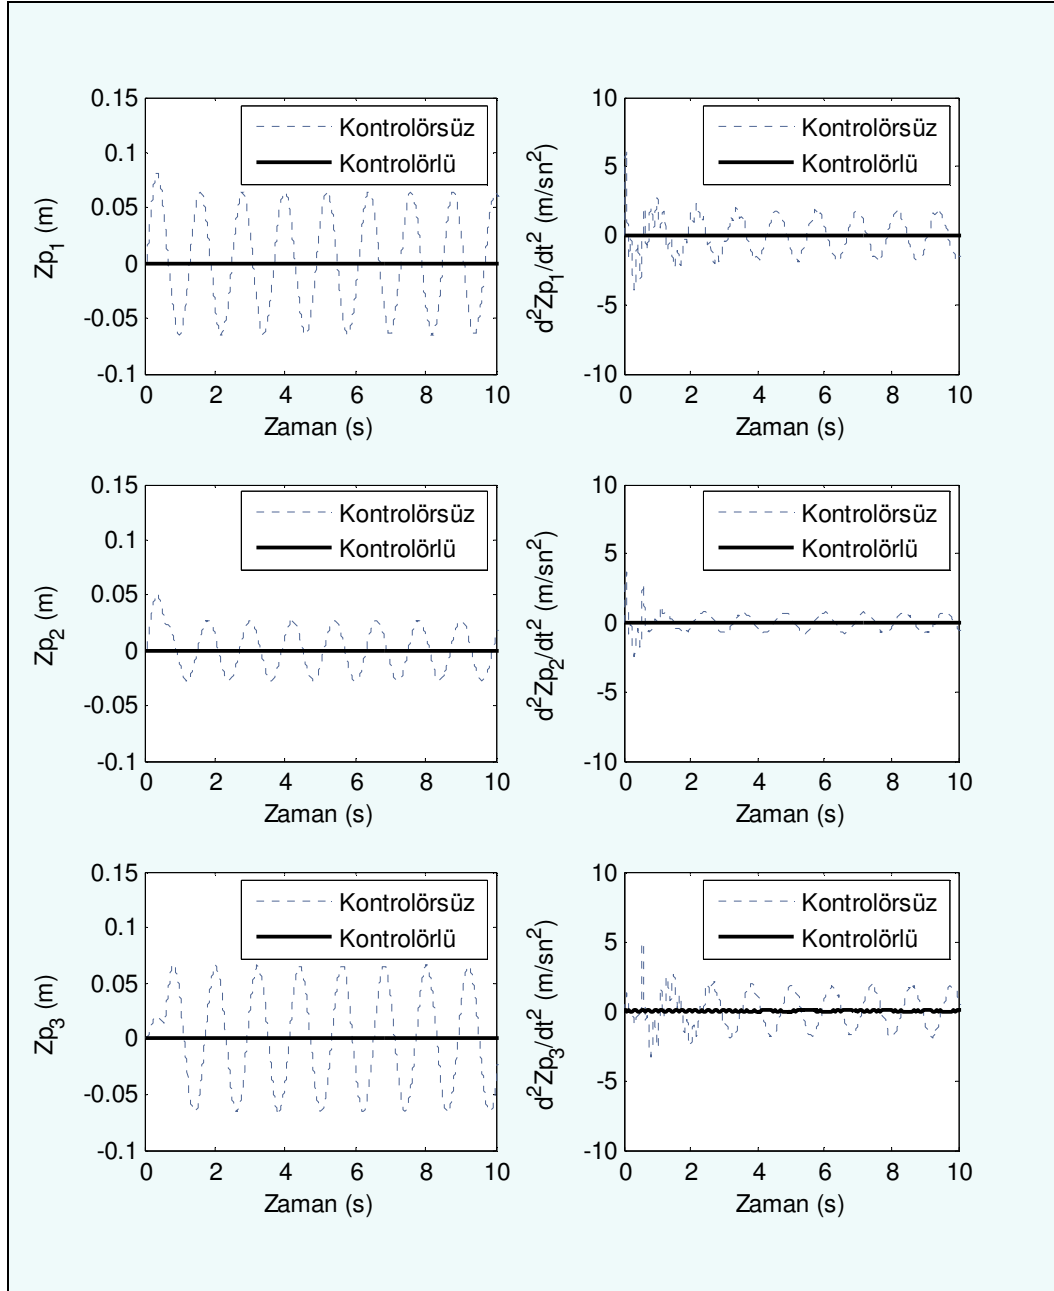 0.15
0.1
0.05
0
-0.05
-0.1
Zp1 (m)
Kontrolörsüz
Kontrolörlü
0 2 4 6 8 10
Zaman (s)
10
5
0
-5
-10
d2Zp1/dt2 (m/sn2)
Kontrolörsüz
Kontrolörlü
0 2 4 6 8 10
Zaman (s)
0.15
0.1
0.05
0
-0.05
-0.1
Zp2 (m)
Kontrolörsüz
Kontrolörlü
0 2 4 6 8 10
Zaman (s)
10
5
0
-5
-10
d2Zp2/dt2 (m/sn2)
Kontrolörsüz
Kontrolörlü
0 2 4 6 8 10
Zaman (s)
0.15
0.1
0.05
0
-0.05
-0.1
Zp3 (m)
Kontrolörsüz
Kontrolörlü
0 2 4 6 8 10
Zaman (s)
10
5
0
-5
-10
d2Zp3/dt2 (m/sn2)
Kontrolörsüz
Kontrolörlü
0 2 4 6 8 10
Zaman (s)